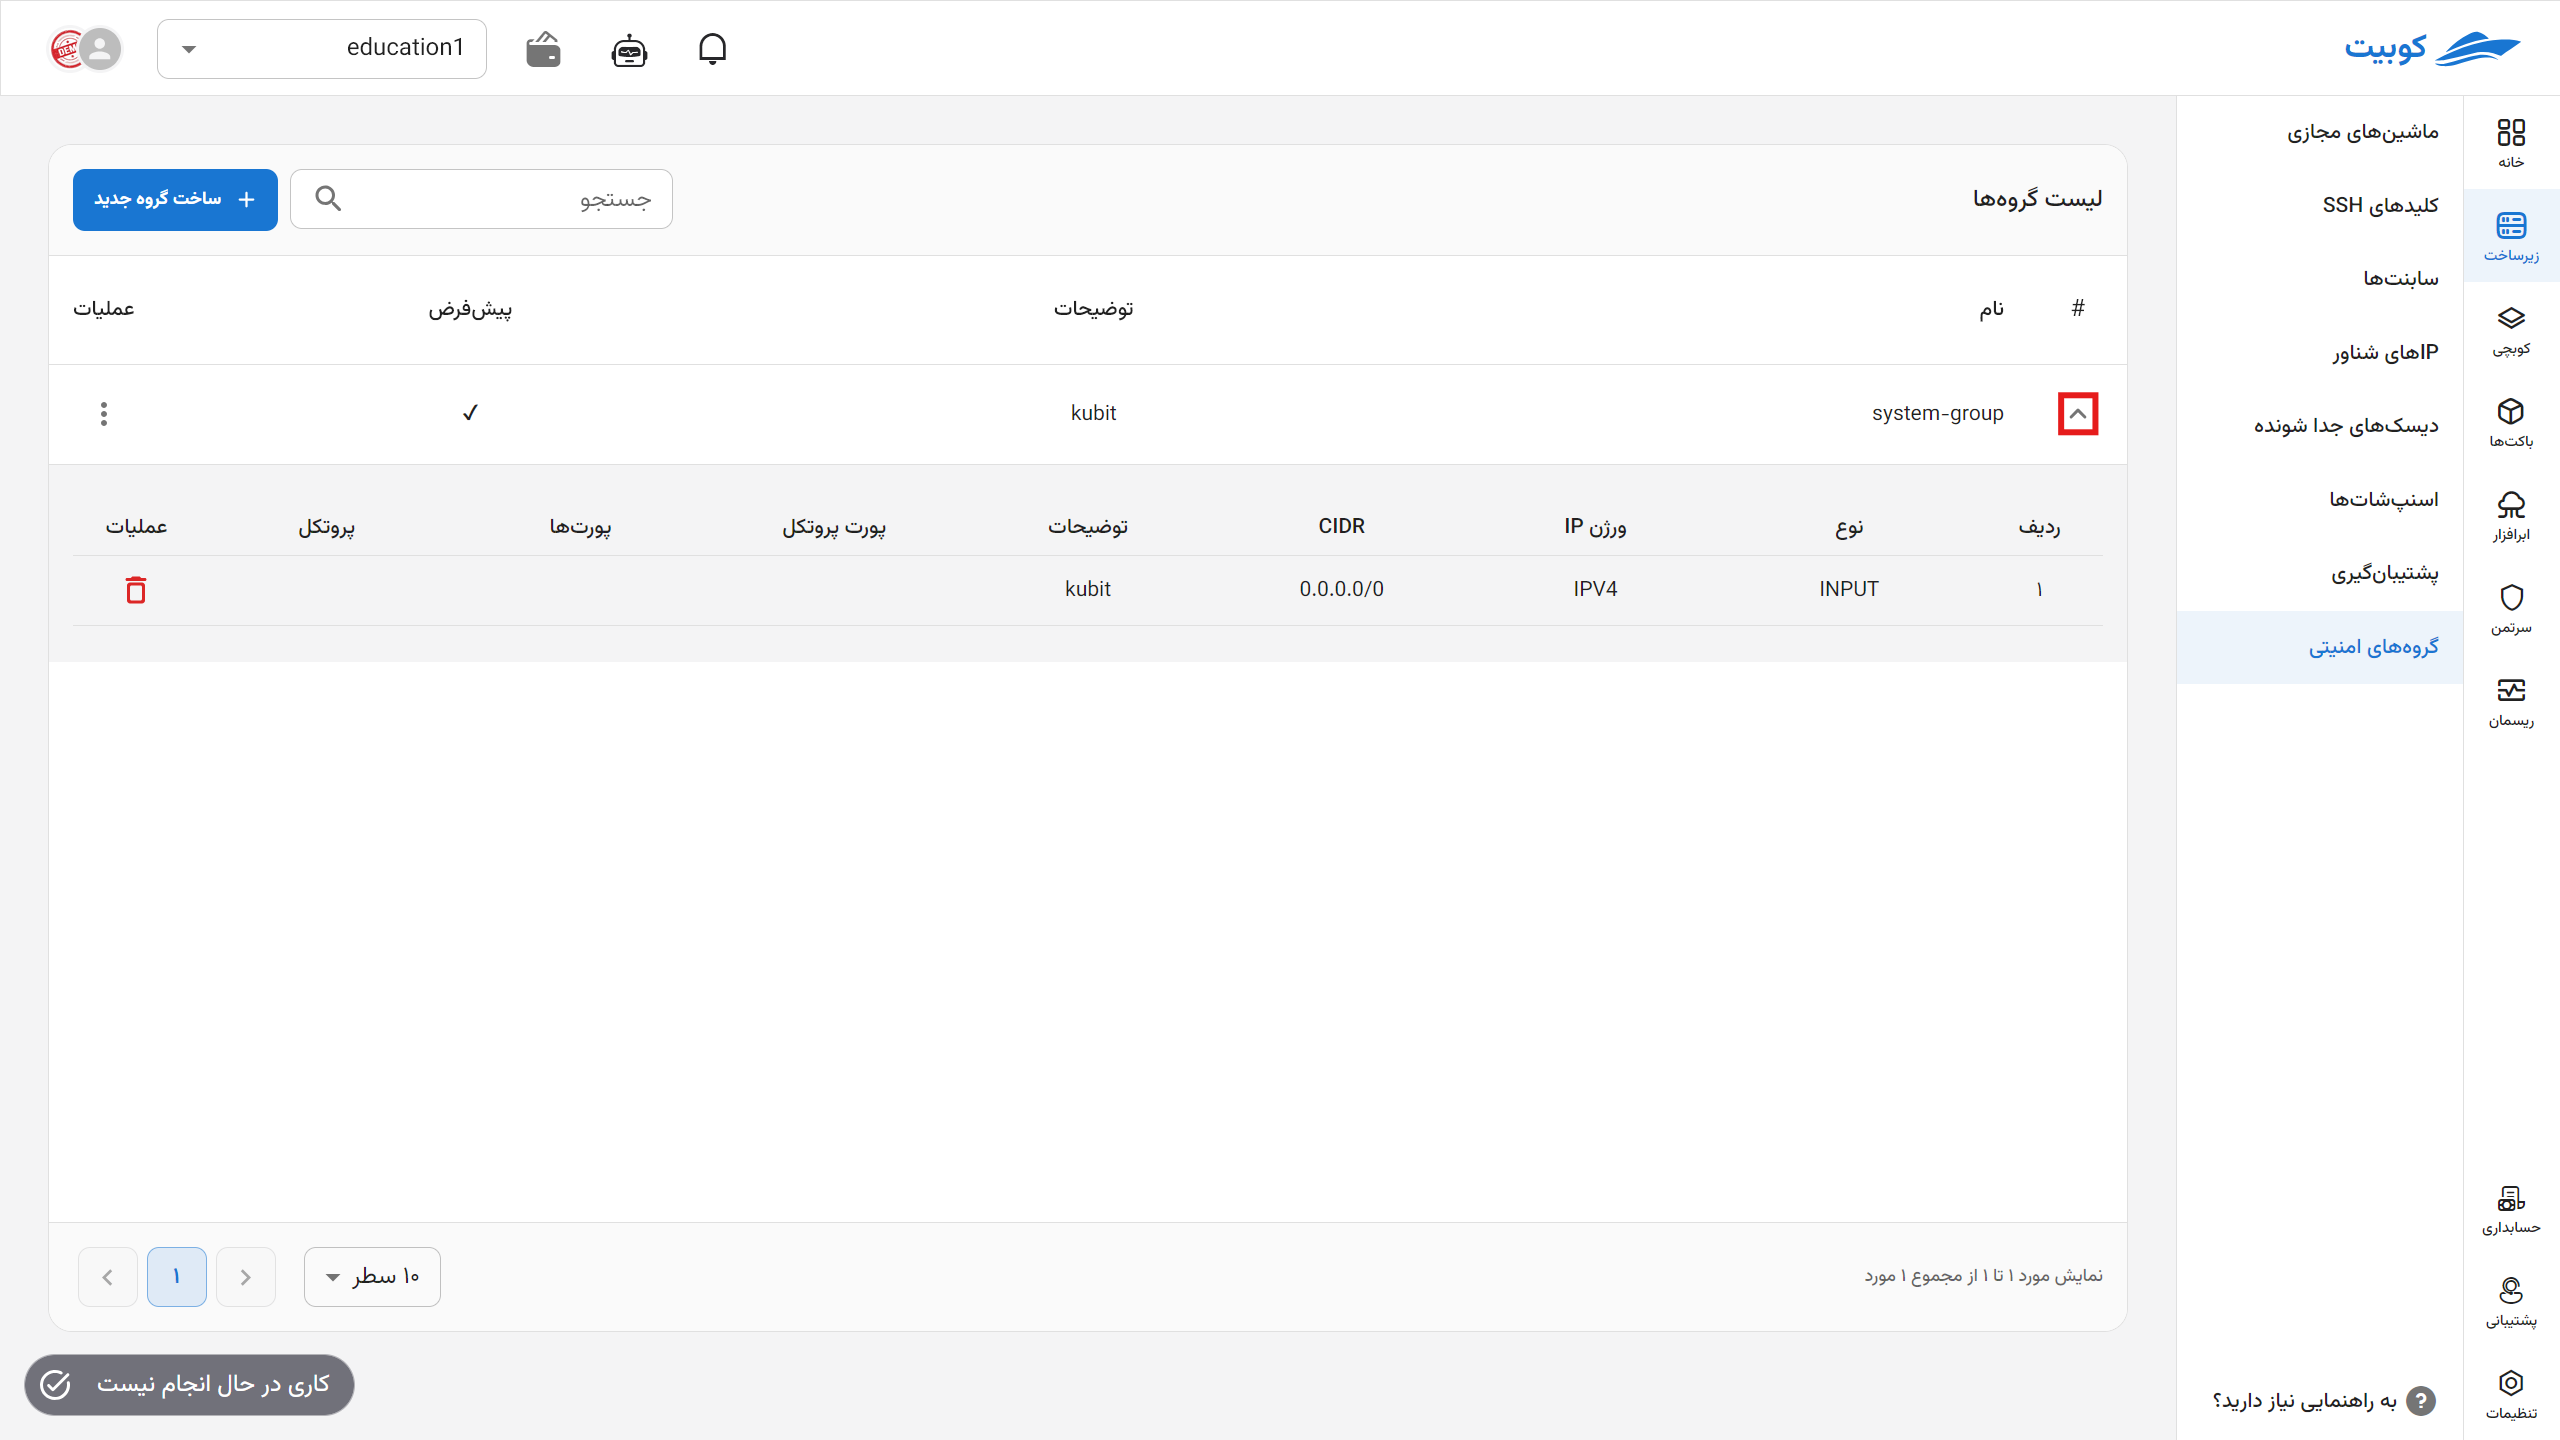 کوبیت
education1
DEMO
خانه
زیرساخت
کوبچی
باکت‌ها
ابرافزار
سرتمن
ریسمان
حسابداری
پشتیبانی
تنظیمات
ماشین‌های مجازی
کلیدهای SSH
سابنت‌ها
IPهای شناور
دیسک‌های جدا شونده
اسنپ‌شات‌ها
پشتیبان‌گیری
گروه‌های امنیتی
به راهنمایی نیاز دارید؟
لیست گروه‌ها
جستجو
ساخت گروه جدید +
# نام توضیحات پیش‌فرض عملیات
system-group kubit ✓
ردیف نوع ورژن IP CIDR توضیحات پورت پروتکل پورت‌ها پروتکل عملیات
۱ INPUT IPV4 0.0.0.0/0 kubit
نمایش مورد ۱ تا ۱ از مجموع ۱ مورد
۱۰ سطر
۱
کاری در حال انجام نیست